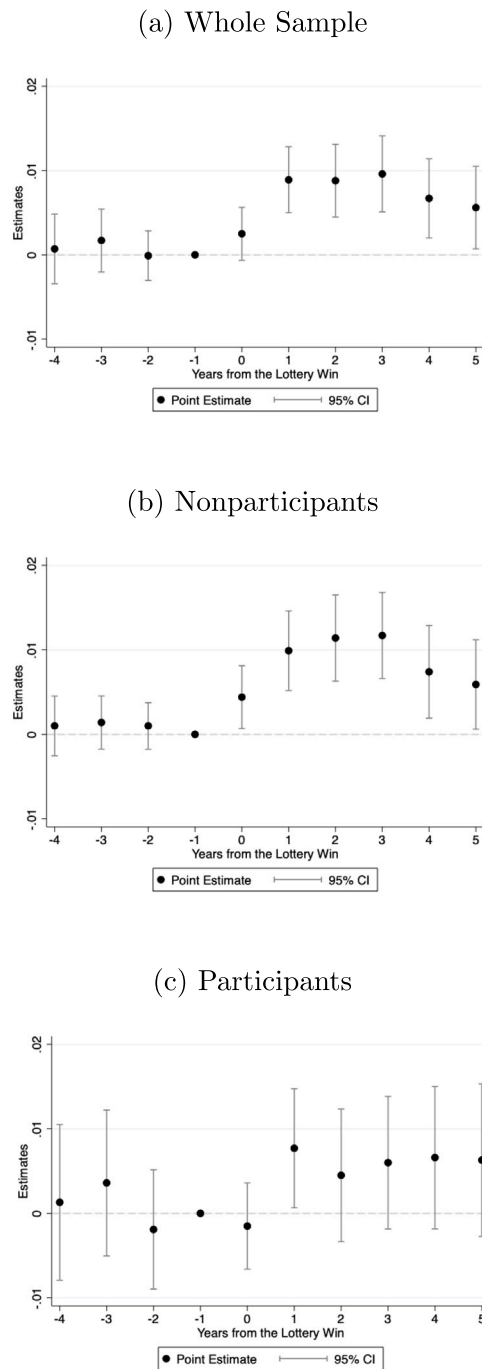 (a) Whole Sample
.02
.01
0
-.01
Estimates
-4 -3 -2 -1 0 1 2 3 4 5
Years from the Lottery Win
Point Estimate 95% CI
(b) Nonparticipants
.02
.01
0
-.01
Estimates
-4 -3 -2 -1 0 1 2 3 4 5
Years from the Lottery Win
Point Estimate 95% CI
(c) Participants
.02
.01
0
-.01
Estimates
-4 -3 -2 -1 0 1 2 3 4 5
Years from the Lottery Win
Point Estimate 95% CI